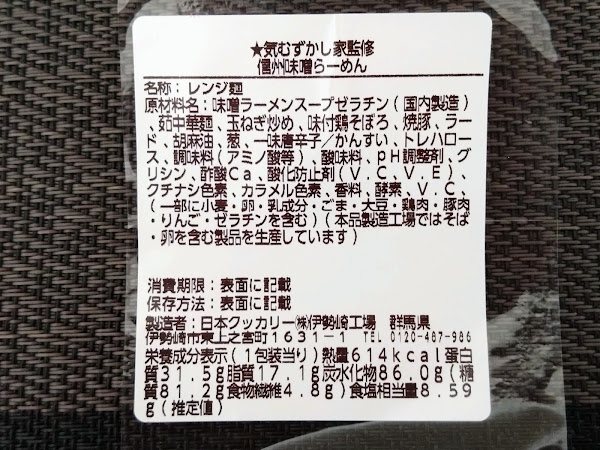 ★気むずかし家監修
信州味噌らーめん
名称：レンジ麺
原材料名：味噌ラーメンスープゼラチン（国内製造）
、茹中華麺、玉ねぎ炒め、味付鶏そぼろ、焼豚、ラー
ド、胡麻油、葱、一味唐辛子／かんすい、トレハロー
ス、調味料（アミノ酸等）、酸味料、ｐＨ調整剤、グ
リシン、酢酸Ｃａ、酸化防止剤（Ｖ．Ｃ、Ｖ．Ｅ）、
クチナシ色素、カラメル色素、香料、酵素、Ｖ．Ｃ、
（一部に小麦・卵・乳成分・ごま・大豆・鶏肉・豚肉
・りんご・ゼラチンを含む）（本品製造工場ではそば
・卵を含む製品を生産しています）
消費期限：表面に記載
保存方法：表面に記載
製造者：日本クッカリー㈱伊勢崎工場　群馬県
伊勢崎市東上之宮町１６３１－１ TEL 0120-487-986
栄養成分表示（１包装当り）熱量６１４kcal蛋白
質３１．５g脂質１７．１g炭水化物８６．０g（糖
質８１．２g食物繊維４．８g）食塩相当量８．５９
g（推定値）